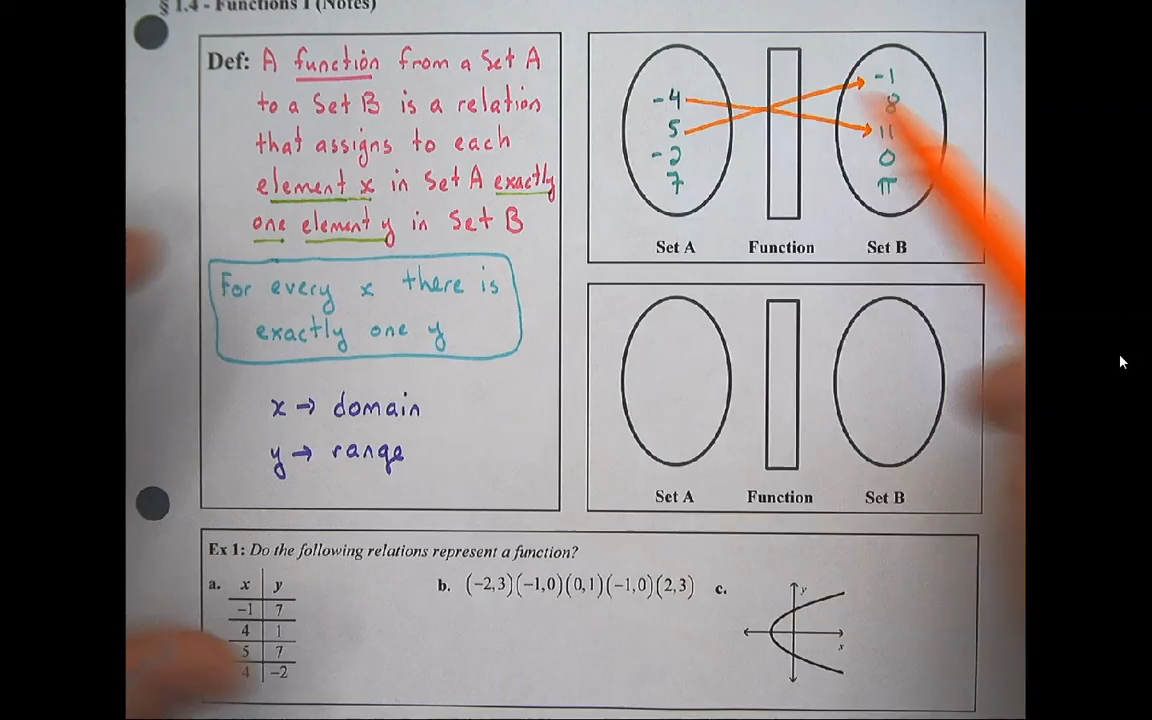 § 1.4 - Functions I (Notes)
Def: A function from a Set A
to a Set B is a relation
that assigns to each
element x in Set A exactly
one element y in Set B
For every x there is
exactly one y
x → domain
y → range
-4
5
-2
7
-1
8
11
0
π
Set A Function Set B
Set A Function Set B
Ex 1: Do the following relations represent a function?
a. x y
-1 7
4 1
5 7
4 -2
b. (-2,3)(-1,0)(0,1)(-1,0)(2,3)
c.
y
x